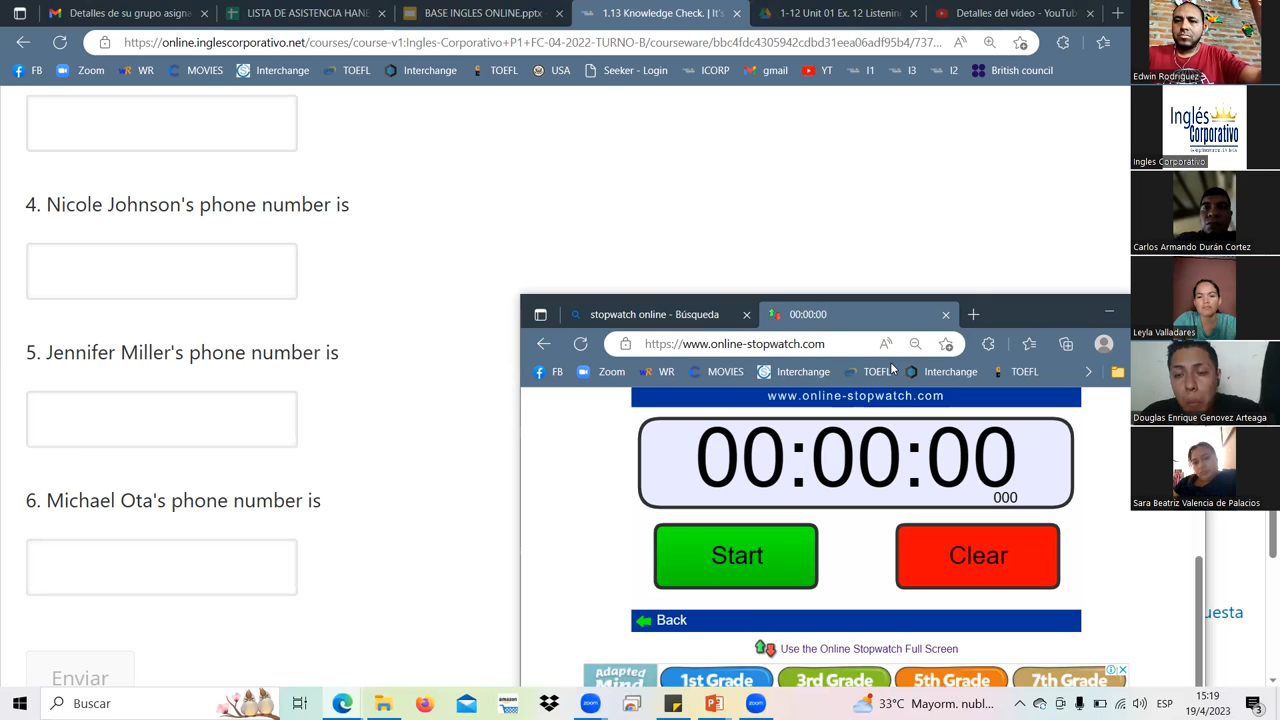 Detalles de su grupo asigna
LISTA DE ASISTENCIA HANE
BASE INGLES ONLINE.pptx
1.13 Knowledge Check. | It's
1-12 Unit 01 Ex. 12 Listenin
Detalles del vídeo - YouTub
https://online.inglescorporativo.net/courses/course-v1:Ingles-Corporativo+P1+FC-04-2022-TURNO-B/courseware/bbc4fdc4305942cdbd31eea06adf95b4/737...
FB
Zoom
WR
MOVIES
Interchange
TOEFL
Interchange
TOEFL
USA
Seeker - Login
ICORP
gmail
YT
I1
I3
I2
British council
4. Nicole Johnson's phone number is
5. Jennifer Miller's phone number is
6. Michael Ota's phone number is
Enviar
stopwatch online - Búsqueda
00:00:00
https://www.online-stopwatch.com
FB
Zoom
WR
MOVIES
Interchange
TOEFL
Interchange
TOEFL
www.online-stopwatch.com
00:00:00
000
Start
Clear
Back
Use the Online Stopwatch Full Screen
Adapted
Mind
1st Grade
3rd Grade
5th Grade
7th Grade
uesta
Edwin Rodriguez
Inglés
Corporativo
Ingles Corporativo
Carlos Armando Durán Cortez
Leyla Valladares
Douglas Enrique Genovez Arteaga
Sara Beatriz Valencia de Palacios
Buscar
amazon
zoom
zoom
33°C Mayorm. nubl...
ESP
15:19
19/4/2023
3